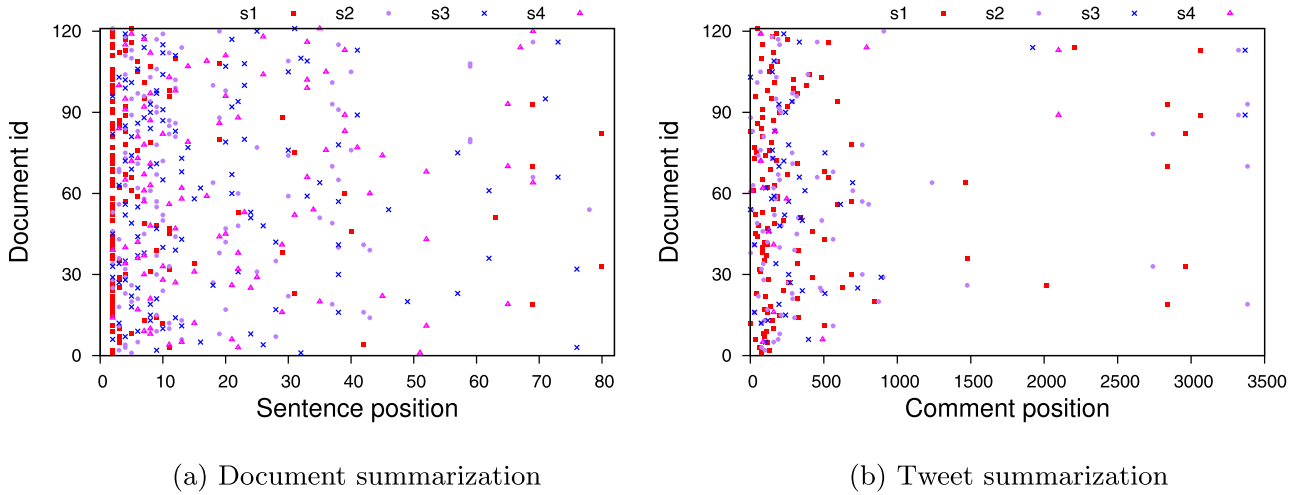 s1 s2 s3 s4
120
90
60
30
0
Document id
0 10 20 30 40 50 60 70 80
Sentence position
(a) Document summarization
s1 s2 s3 s4
120
90
60
30
0
Document id
0 500 1000 1500 2000 2500 3000 3500
Comment position
(b) Tweet summarization